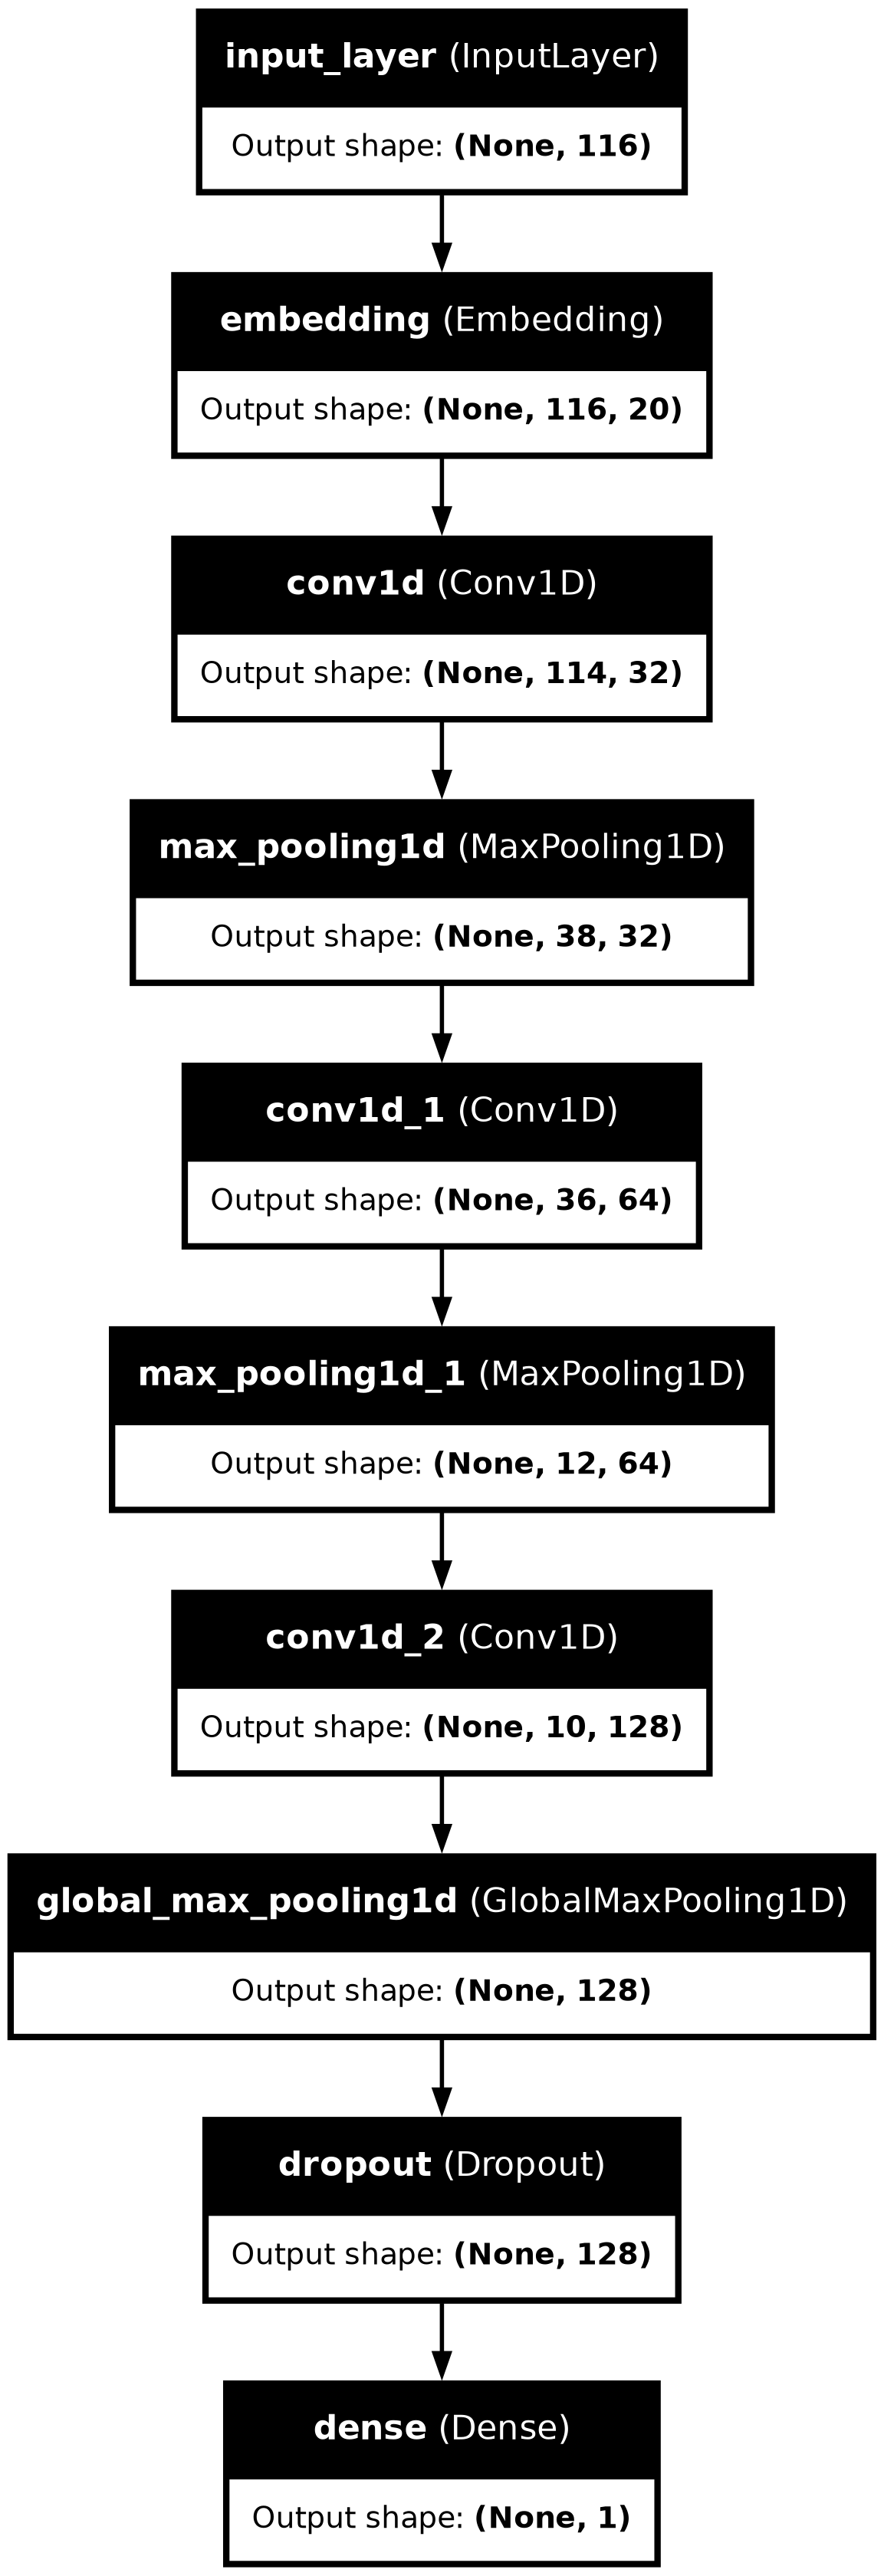 input_layer (InputLayer)
Output shape: (None, 116)
embedding (Embedding)
Output shape: (None, 116, 20)
conv1d (Conv1D)
Output shape: (None, 114, 32)
max_pooling1d (MaxPooling1D)
Output shape: (None, 38, 32)
conv1d_1 (Conv1D)
Output shape: (None, 36, 64)
max_pooling1d_1 (MaxPooling1D)
Output shape: (None, 12, 64)
conv1d_2 (Conv1D)
Output shape: (None, 10, 128)
global_max_pooling1d (GlobalMaxPooling1D)
Output shape: (None, 128)
dropout (Dropout)
Output shape: (None, 128)
dense (Dense)
Output shape: (None, 1)